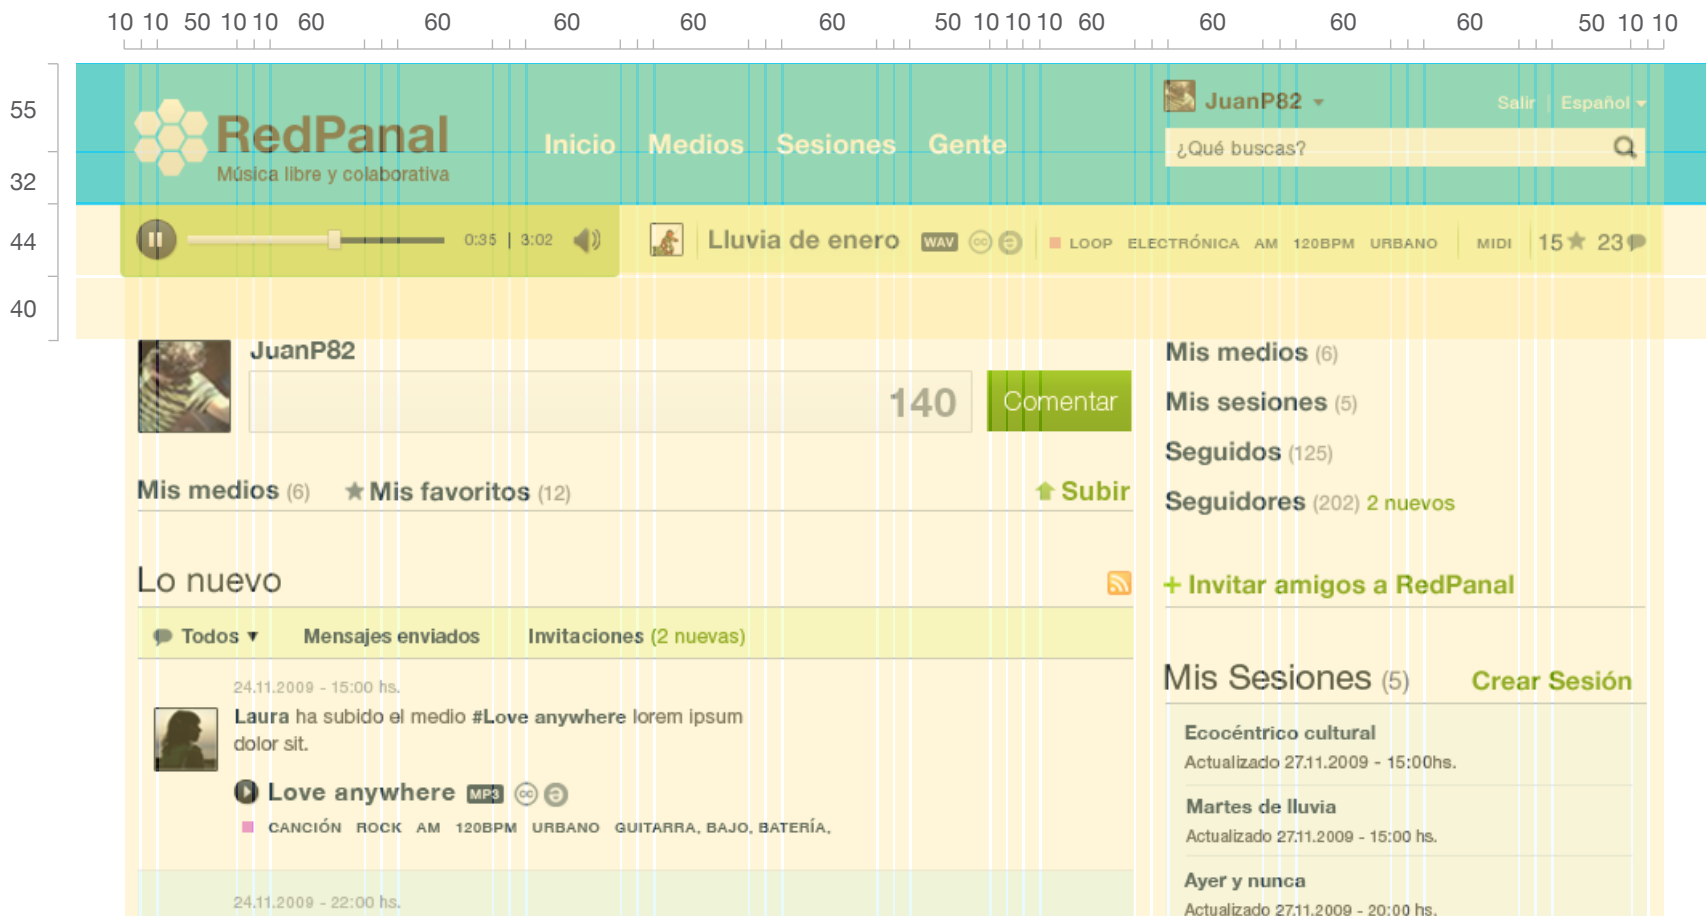 10 10 50 10 10 60 60 60 60 60 50 10 10 10 60 60 60 60 50 10 10
55
32
44
40
JuanP82
Salir | Español
RedPanal
Música libre y colaborativa
Inicio Medios Sesiones Gente
¿Qué buscas?
0:35 | 3:02
Lluvia de enero WAV cc
LOOP ELECTRÓNICA AM 120BPM URBANO MIDI 15 23
JuanP82
140
Comentar
Mis medios (6)
Mis sesiones (5)
Seguidos (125)
Seguidores (202) 2 nuevos
Mis medios (6) Mis favoritos (12) Subir
Lo nuevo
+ Invitar amigos a RedPanal
Todos Mensajes enviados Invitaciones (2 nuevas)
24.11.2009 - 15:00 hs.
Laura ha subido el medio #Love anywhere lorem ipsum
dolor sit.
Love anywhere MP3 cc
CANCIÓN ROCK AM 120BPM URBANO GUITARRA, BAJO, BATERÍA,
24.11.2009 - 22:00 hs.
Mis Sesiones (5) Crear Sesión
Ecocéntrico cultural
Actualizado 27.11.2009 - 15:00hs.
Martes de lluvia
Actualizado 27.11.2009 - 15:00 hs.
Ayer y nunca
Actualizado 27.11.2009 - 20:00 hs.